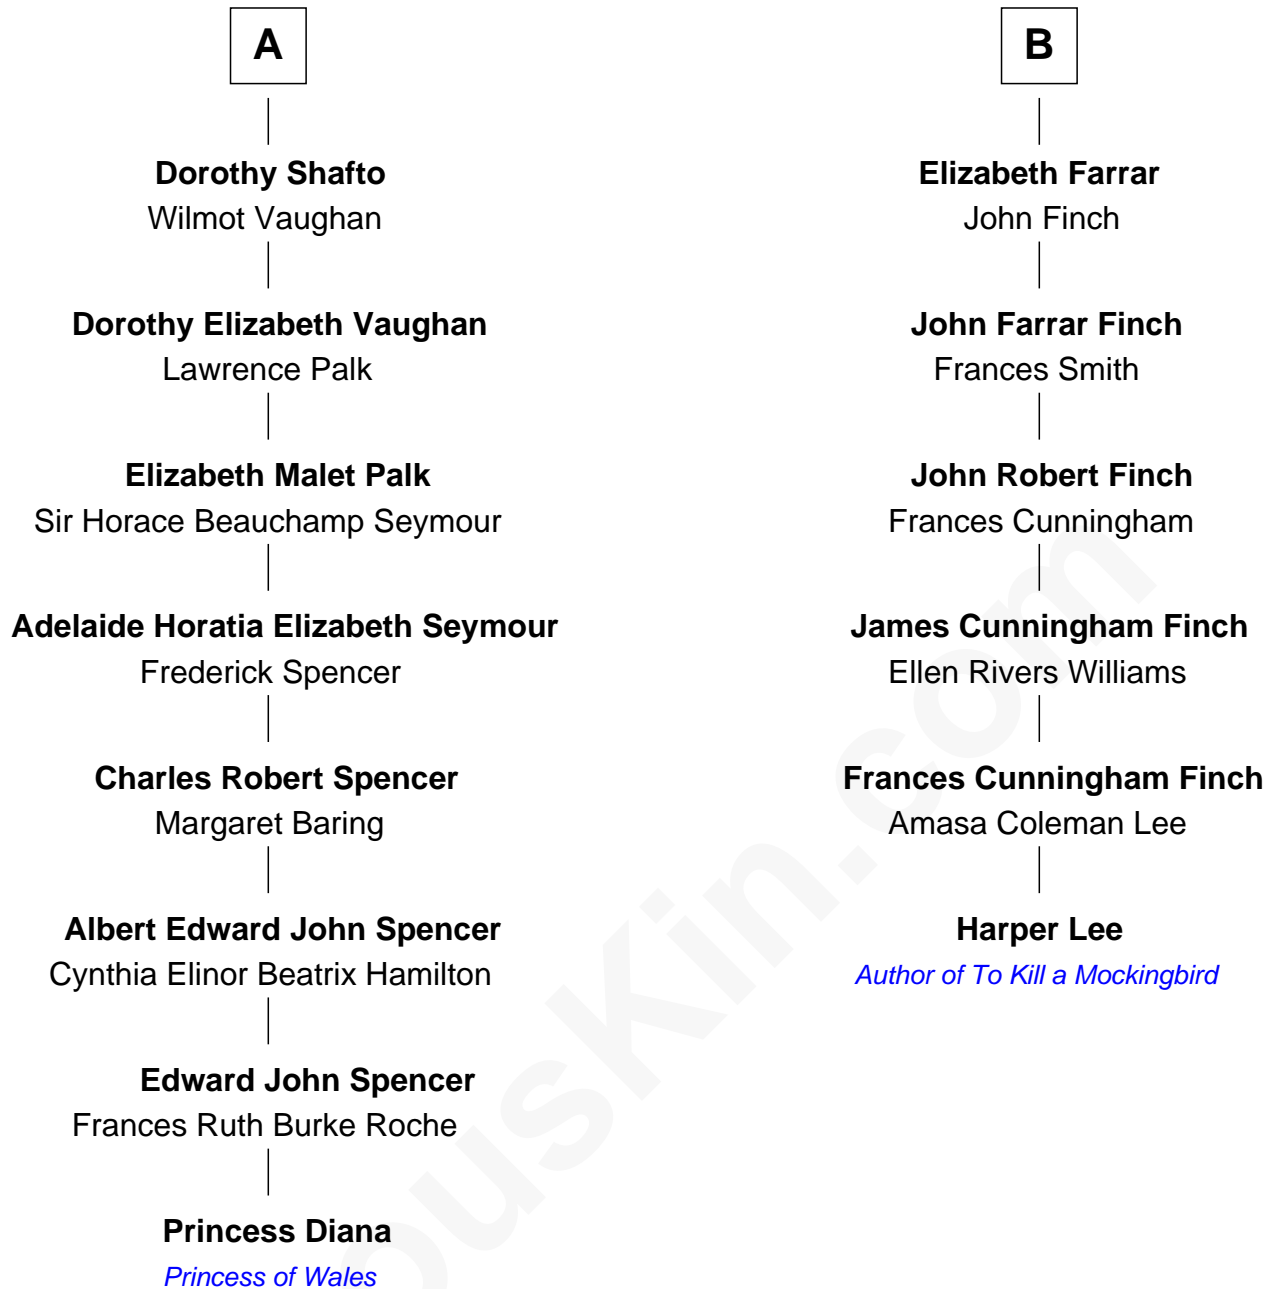 A
Dorothy Shafto
Wilmot Vaughan
Dorothy Elizabeth Vaughan
Lawrence Palk
Elizabeth Malet Palk
Sir Horace Beauchamp Seymour
Adelaide Horatia Elizabeth Seymour
Frederick Spencer
Charles Robert Spencer
Margaret Baring
Albert Edward John Spencer
Cynthia Elinor Beatrix Hamilton
Edward John Spencer
Frances Ruth Burke Roche
Princess Diana
Princess of Wales
B
Elizabeth Farrar
John Finch
John Farrar Finch
Frances Smith
John Robert Finch
Frances Cunningham
James Cunningham Finch
Ellen Rivers Williams
Frances Cunningham Finch
Amasa Coleman Lee
Harper Lee
Author of To Kill a Mockingbird
ousKin.com